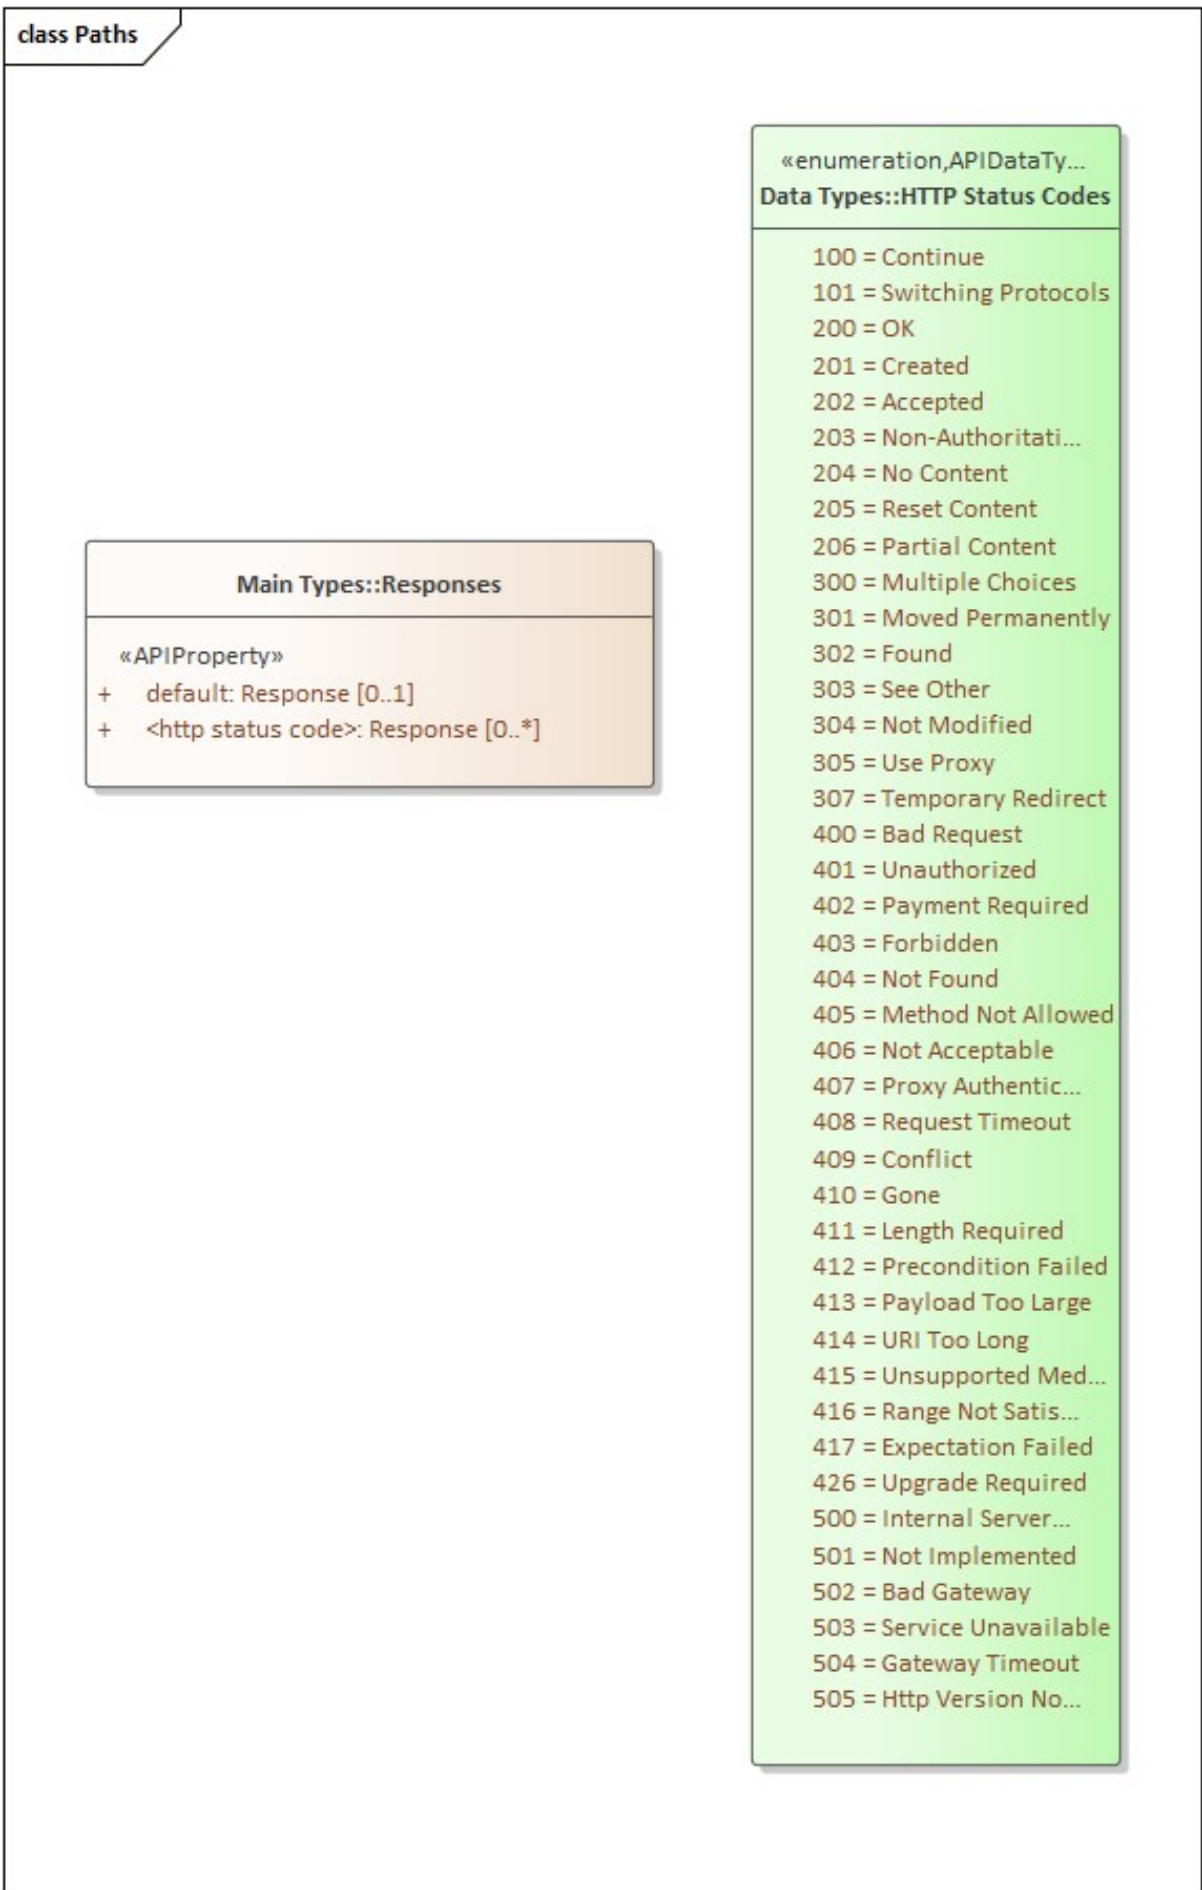 class Paths
«enumeration,APIDataTy...
Data Types::HTTP Status Codes
100 = Continue
101 = Switching Protocols
200 = OK
201 = Created
202 = Accepted
203 = Non-Authoritati...
204 = No Content
205 = Reset Content
206 = Partial Content
300 = Multiple Choices
301 = Moved Permanently
302 = Found
303 = See Other
304 = Not Modified
305 = Use Proxy
307 = Temporary Redirect
400 = Bad Request
401 = Unauthorized
402 = Payment Required
403 = Forbidden
404 = Not Found
405 = Method Not Allowed
406 = Not Acceptable
407 = Proxy Authentic...
408 = Request Timeout
409 = Conflict
410 = Gone
411 = Length Required
412 = Precondition Failed
413 = Payload Too Large
414 = URI Too Long
415 = Unsupported Med...
416 = Range Not Satis...
417 = Expectation Failed
426 = Upgrade Required
500 = Internal Server...
501 = Not Implemented
502 = Bad Gateway
503 = Service Unavailable
504 = Gateway Timeout
505 = Http Version No...
Main Types::Responses
«APIProperty»
+ default: Response [0..1]
+ <http status code>: Response [0..*]